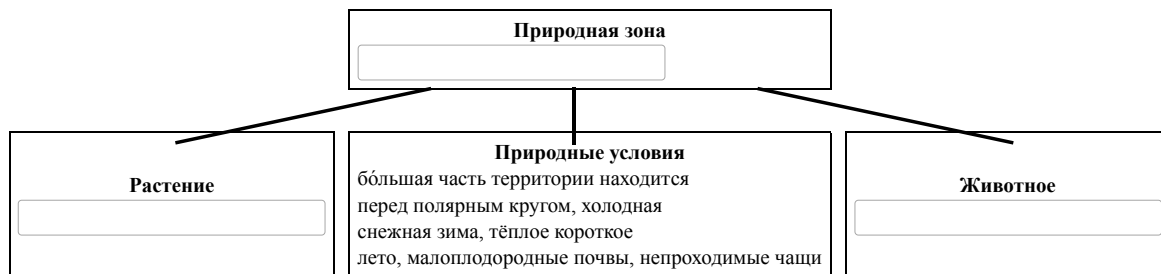 Природная зона
Растение
Природные условия
бо́льшая часть территории находится
перед полярным кругом, холодная
снежная зима, тёплое короткое
лето, малоплодородные почвы, непроходимые чащи
Животное